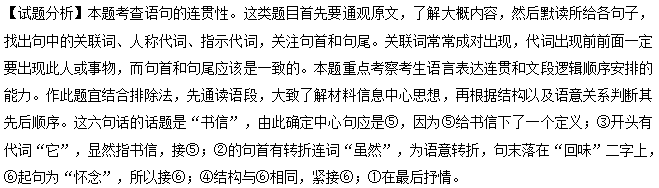 【试题分析】本题考查语句的连贯性。这类题目首先要通观原文，了解大概内容，然后默读所给各句子，
找出句中的关联词、人称代词、指示代词，关注句首和句尾。关联词常常成对出现，代词出现前前面一定
要出现此人或事物，而句首和句尾应该是一致的。本题重点考察考生语言表达连贯和文段逻辑顺序安排的
能力。作此题宜结合排除法，先通读语段，大致了解材料信息中心思想，再根据结构以及语意关系判断其
先后顺序。这六句话的话题是“书信”，由此确定中心句应是⑤，因为⑤给书信下了一个定义；③开头有
代词“它”，显然指书信，接⑤；②的句首有转折连词“虽然”，为语意转折，句末落在“回味”二字上，
⑥起句为“怀念”，所以接⑥；④结构与⑥相同，紧接⑥；①在最后抒情。